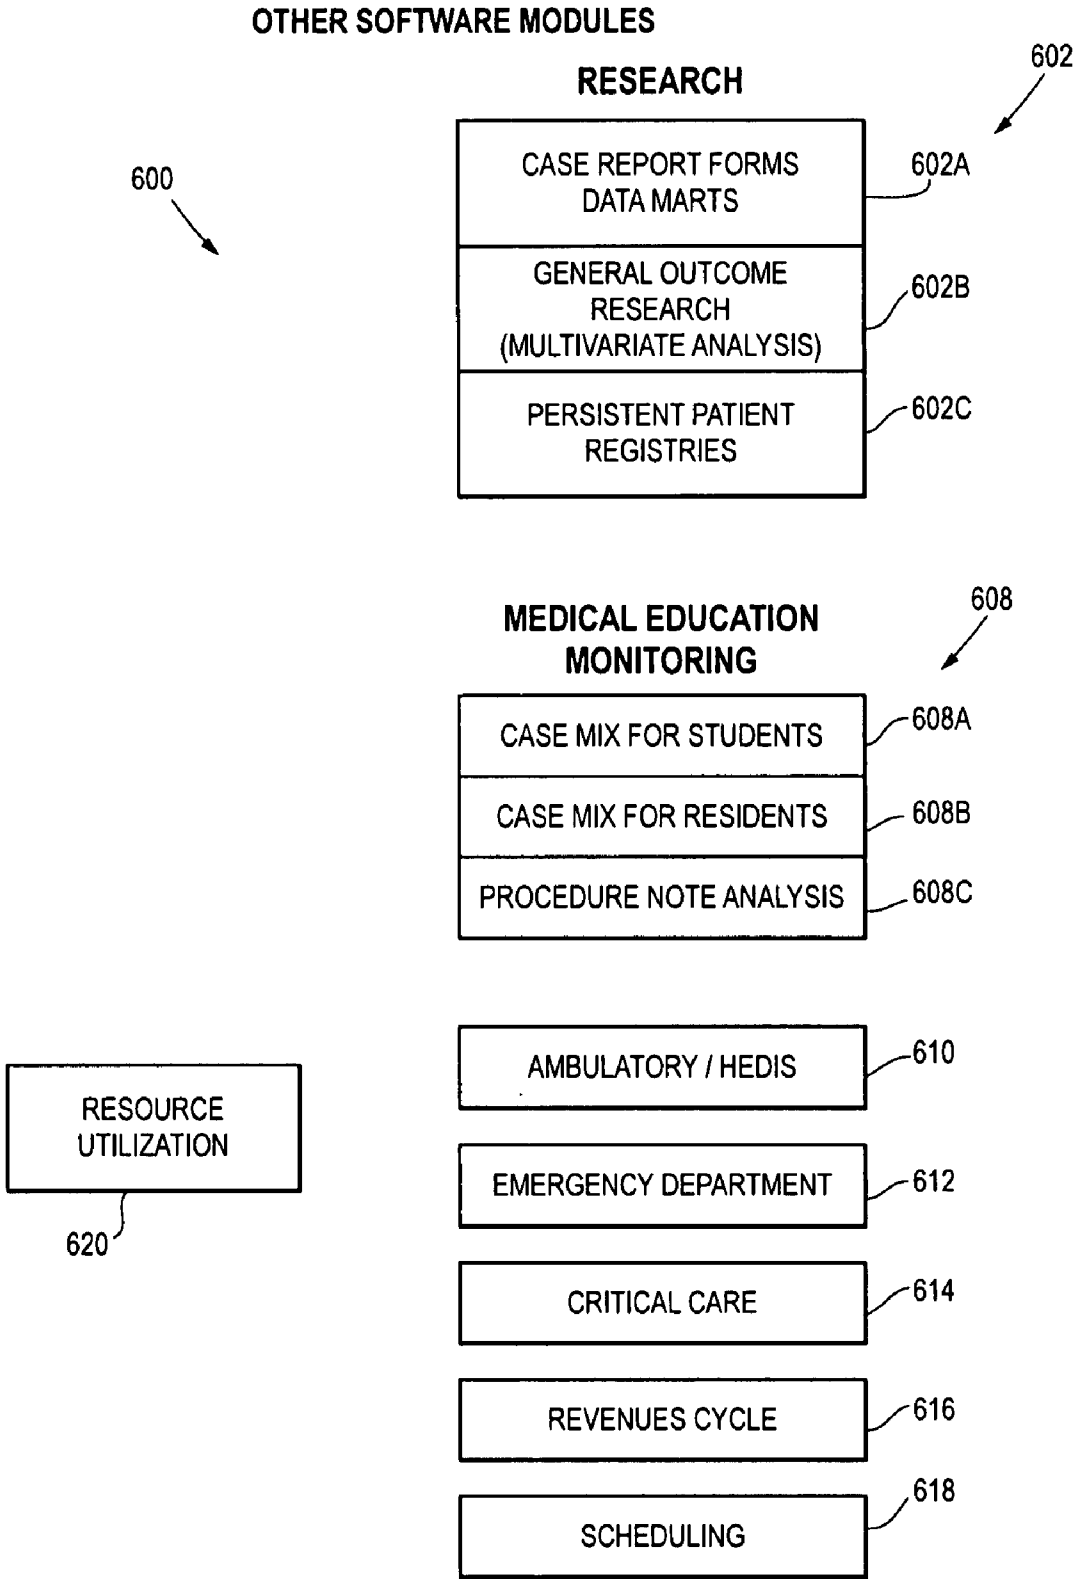 OTHER SOFTWARE MODULES
602
RESEARCH
600
CASE REPORT FORMS
DATA MARTS
602A
GENERAL OUTCOME
RESEARCH
(MULTIVARIATE ANALYSIS)
602B
PERSISTENT PATIENT
REGISTRIES
602C
608
MEDICAL EDUCATION
MONITORING
CASE MIX FOR STUDENTS
608A
CASE MIX FOR RESIDENTS
608B
PROCEDURE NOTE ANALYSIS
608C
AMBULATORY / HEDIS
610
RESOURCE
UTILIZATION
620
EMERGENCY DEPARTMENT
612
CRITICAL CARE
614
REVENUES CYCLE
616
SCHEDULING
618